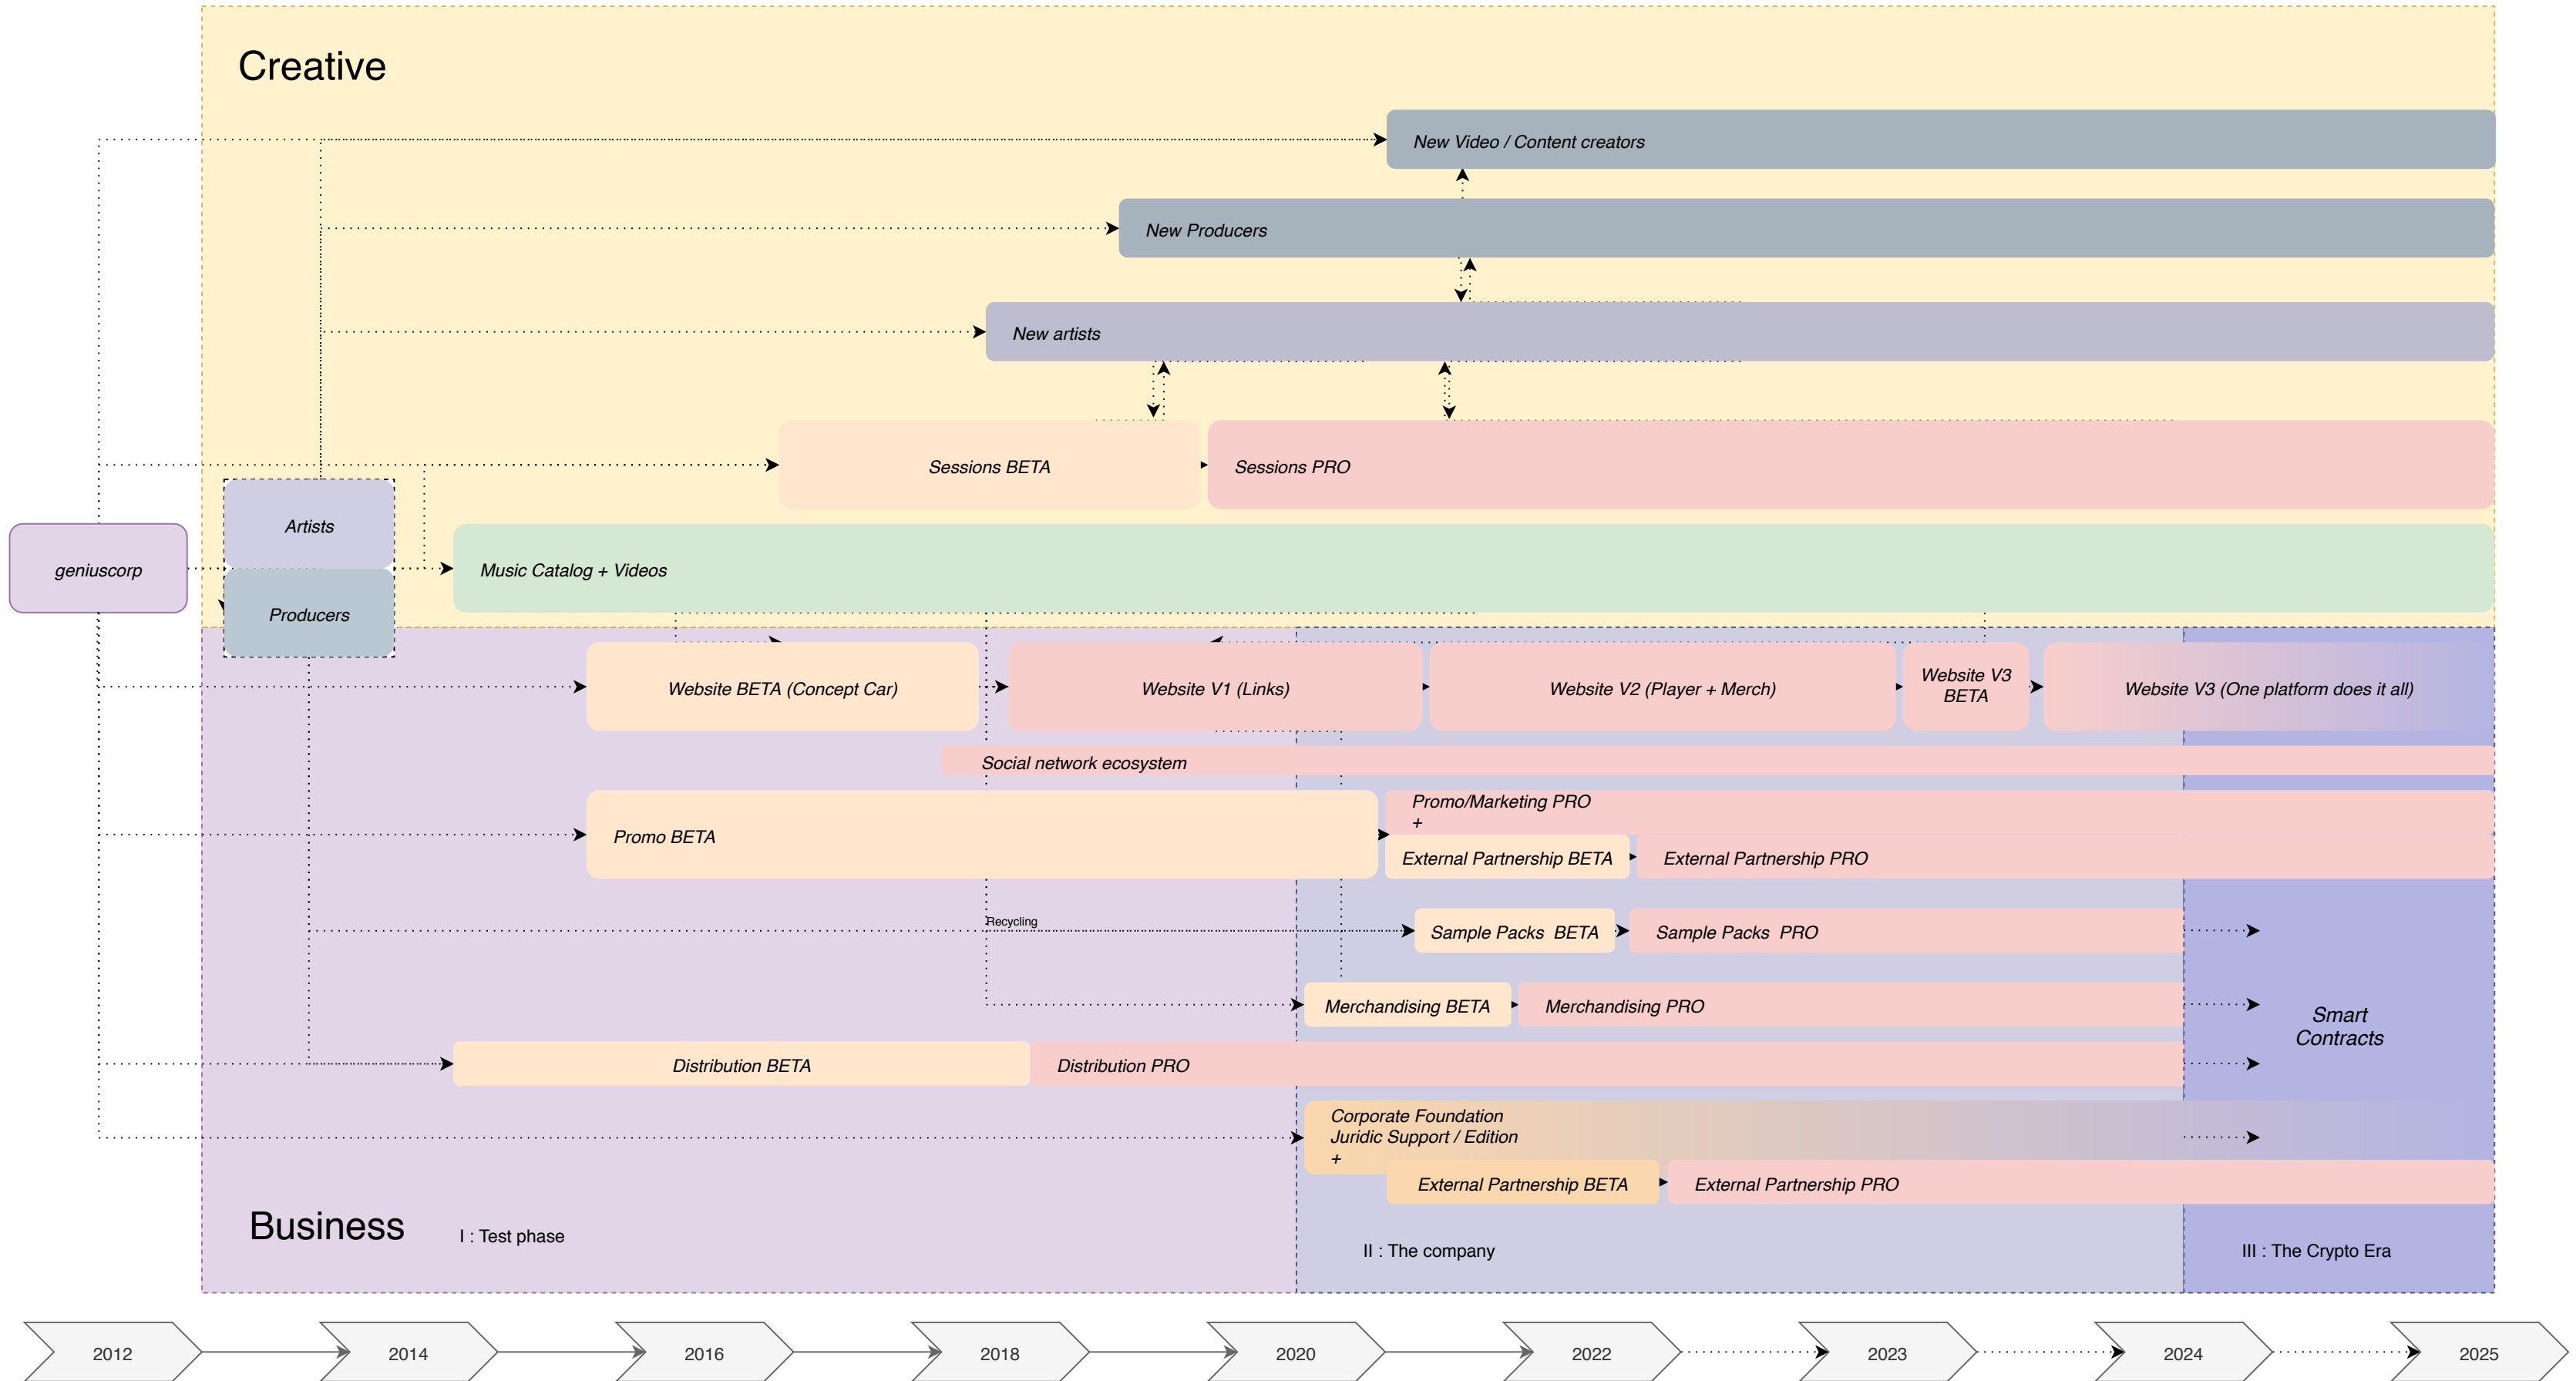 Creative
New Video / Content creators
New Producers
New artists
Sessions BETA
Sessions PRO
Artists
geniuscorp
Music Catalog + Videos
Producers
Website BETA (Concept Car)
Website V1 (Links)
Website V2 (Player + Merch)
Website V3
BETA
Website V3 (One platform does it all)
Social network ecosystem
Promo/Marketing PRO
+
Promo BETA
External Partnership BETA
External Partnership PRO
Recycling
Sample Packs  BETA
Sample Packs  PRO
Merchandising BETA
Merchandising PRO
Smart
Contracts
Distribution BETA
Distribution PRO
Corporate Foundation
Juridic Support / Edition
+
External Partnership BETA
External Partnership PRO
Business
I : Test phase
II : The company
III : The Crypto Era
2012
2014
2016
2018
2020
2022
2023
2024
2025